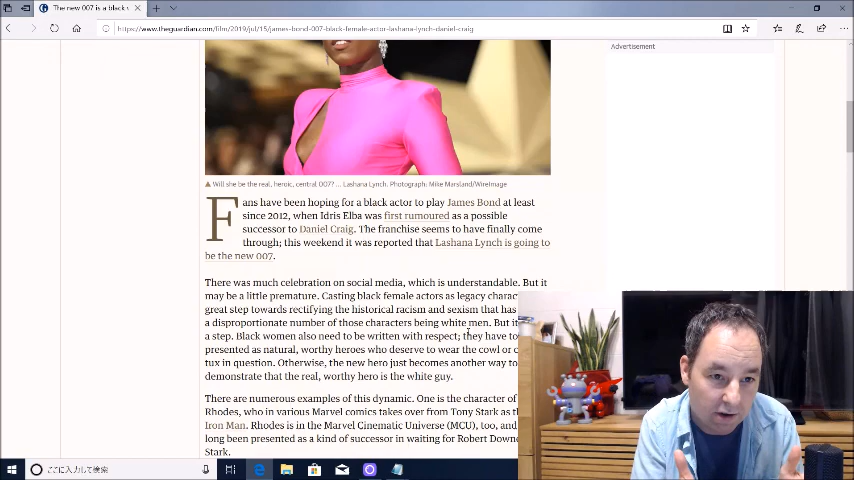 The new 007 is a black v
https://www.theguardian.com/film/2019/jul/15/james-bond-007-black-female-actor-lashana-lynch-daniel-craig
Advertisement
Will she be the real, heroic, central 007? ... Lashana Lynch. Photograph: Mike Marsland/WireImage
Fans have been hoping for a black actor to play James Bond at least
since 2012, when Idris Elba was first rumoured as a possible
successor to Daniel Craig. The franchise seems to have finally come
through; this weekend it was reported that Lashana Lynch is going to
be the new 007.
There was much celebration on social media, which is understandable. But it
may be a little premature. Casting black female actors as legacy charac
great step towards rectifying the historical racism and sexism that has
a disproportionate number of those characters being white men. But it
a step. Black women also need to be written with respect; they have to
presented as natural, worthy heroes who deserve to wear the cowl or c
tux in question. Otherwise, the new hero just becomes another way to
demonstrate that the real, worthy hero is the white guy.
There are numerous examples of this dynamic. One is the character of
Rhodes, who in various Marvel comics takes over from Tony Stark as th
Iron Man. Rhodes is in the Marvel Cinematic Universe (MCU), too, and
long been presented as a kind of successor in waiting for Robert Downe
Stark.
ここに入力して検索